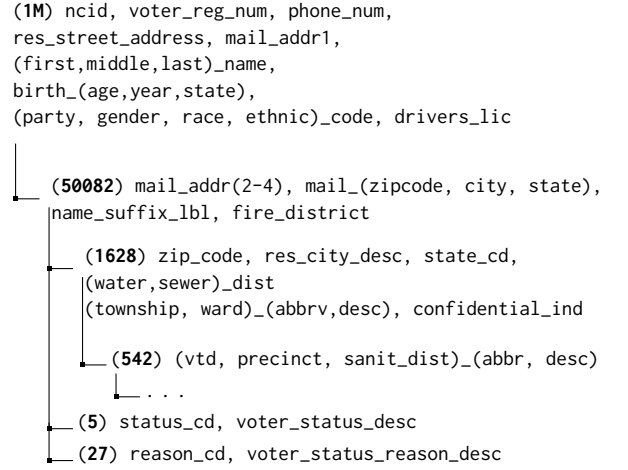 (1M) ncid, voter_reg_num, phone_num,
res_street_address, mail_addr1,
(first,middle,last)_name,
birth_(age,year,state),
(party, gender, race, ethnic)_code, drivers_lic
(50082) mail_addr(2-4), mail_(zipcode, city, state),
name_suffix_lbl, fire_district
(1628) zip_code, res_city_desc, state_cd,
(water,sewer)_dist
(township, ward)_(abbrv,desc), confidential_ind
(542) (vtd, precinct, sanit_dist)_(abbr, desc)
...
(5) status_cd, voter_status_desc
(27) reason_cd, voter_status_reason_desc